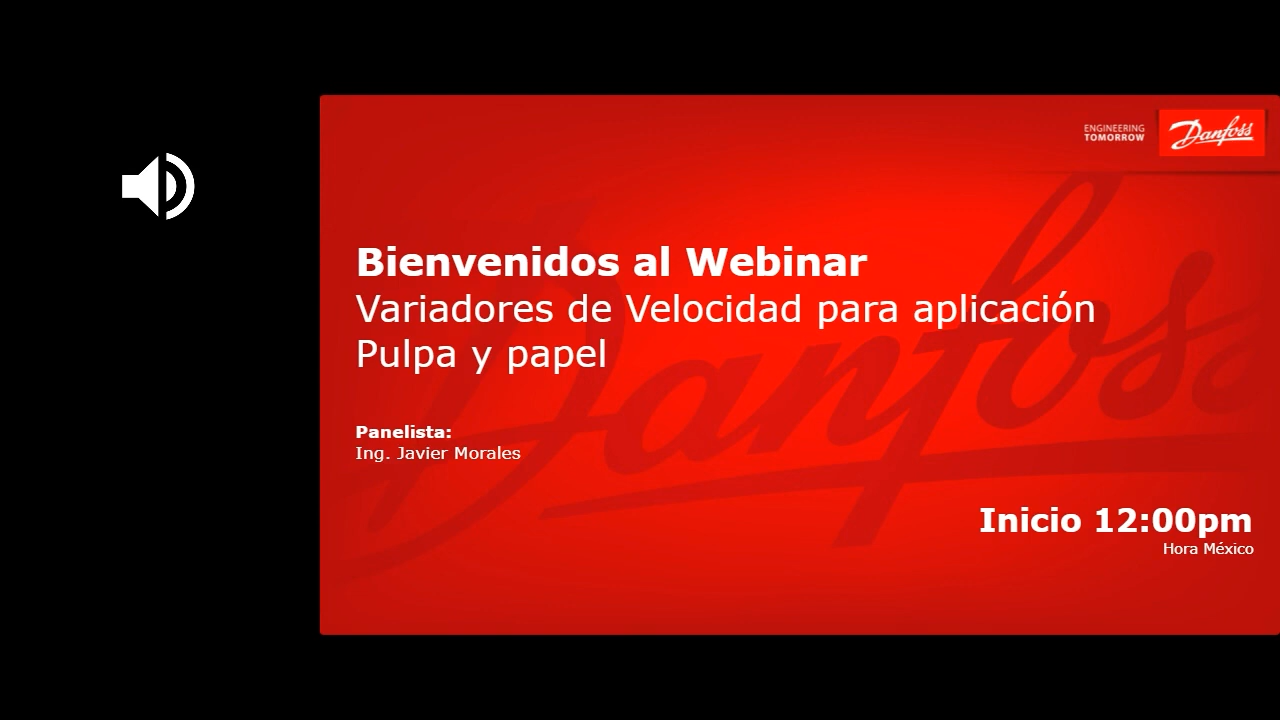 ENGINEERING
TOMORROW
Danfoss
Bienvenidos al Webinar
Variadores de Velocidad para aplicación
Pulpa y papel
Danfoss
Panelista:
Ing. Javier Morales
Inicio 12:00pm
Hora México